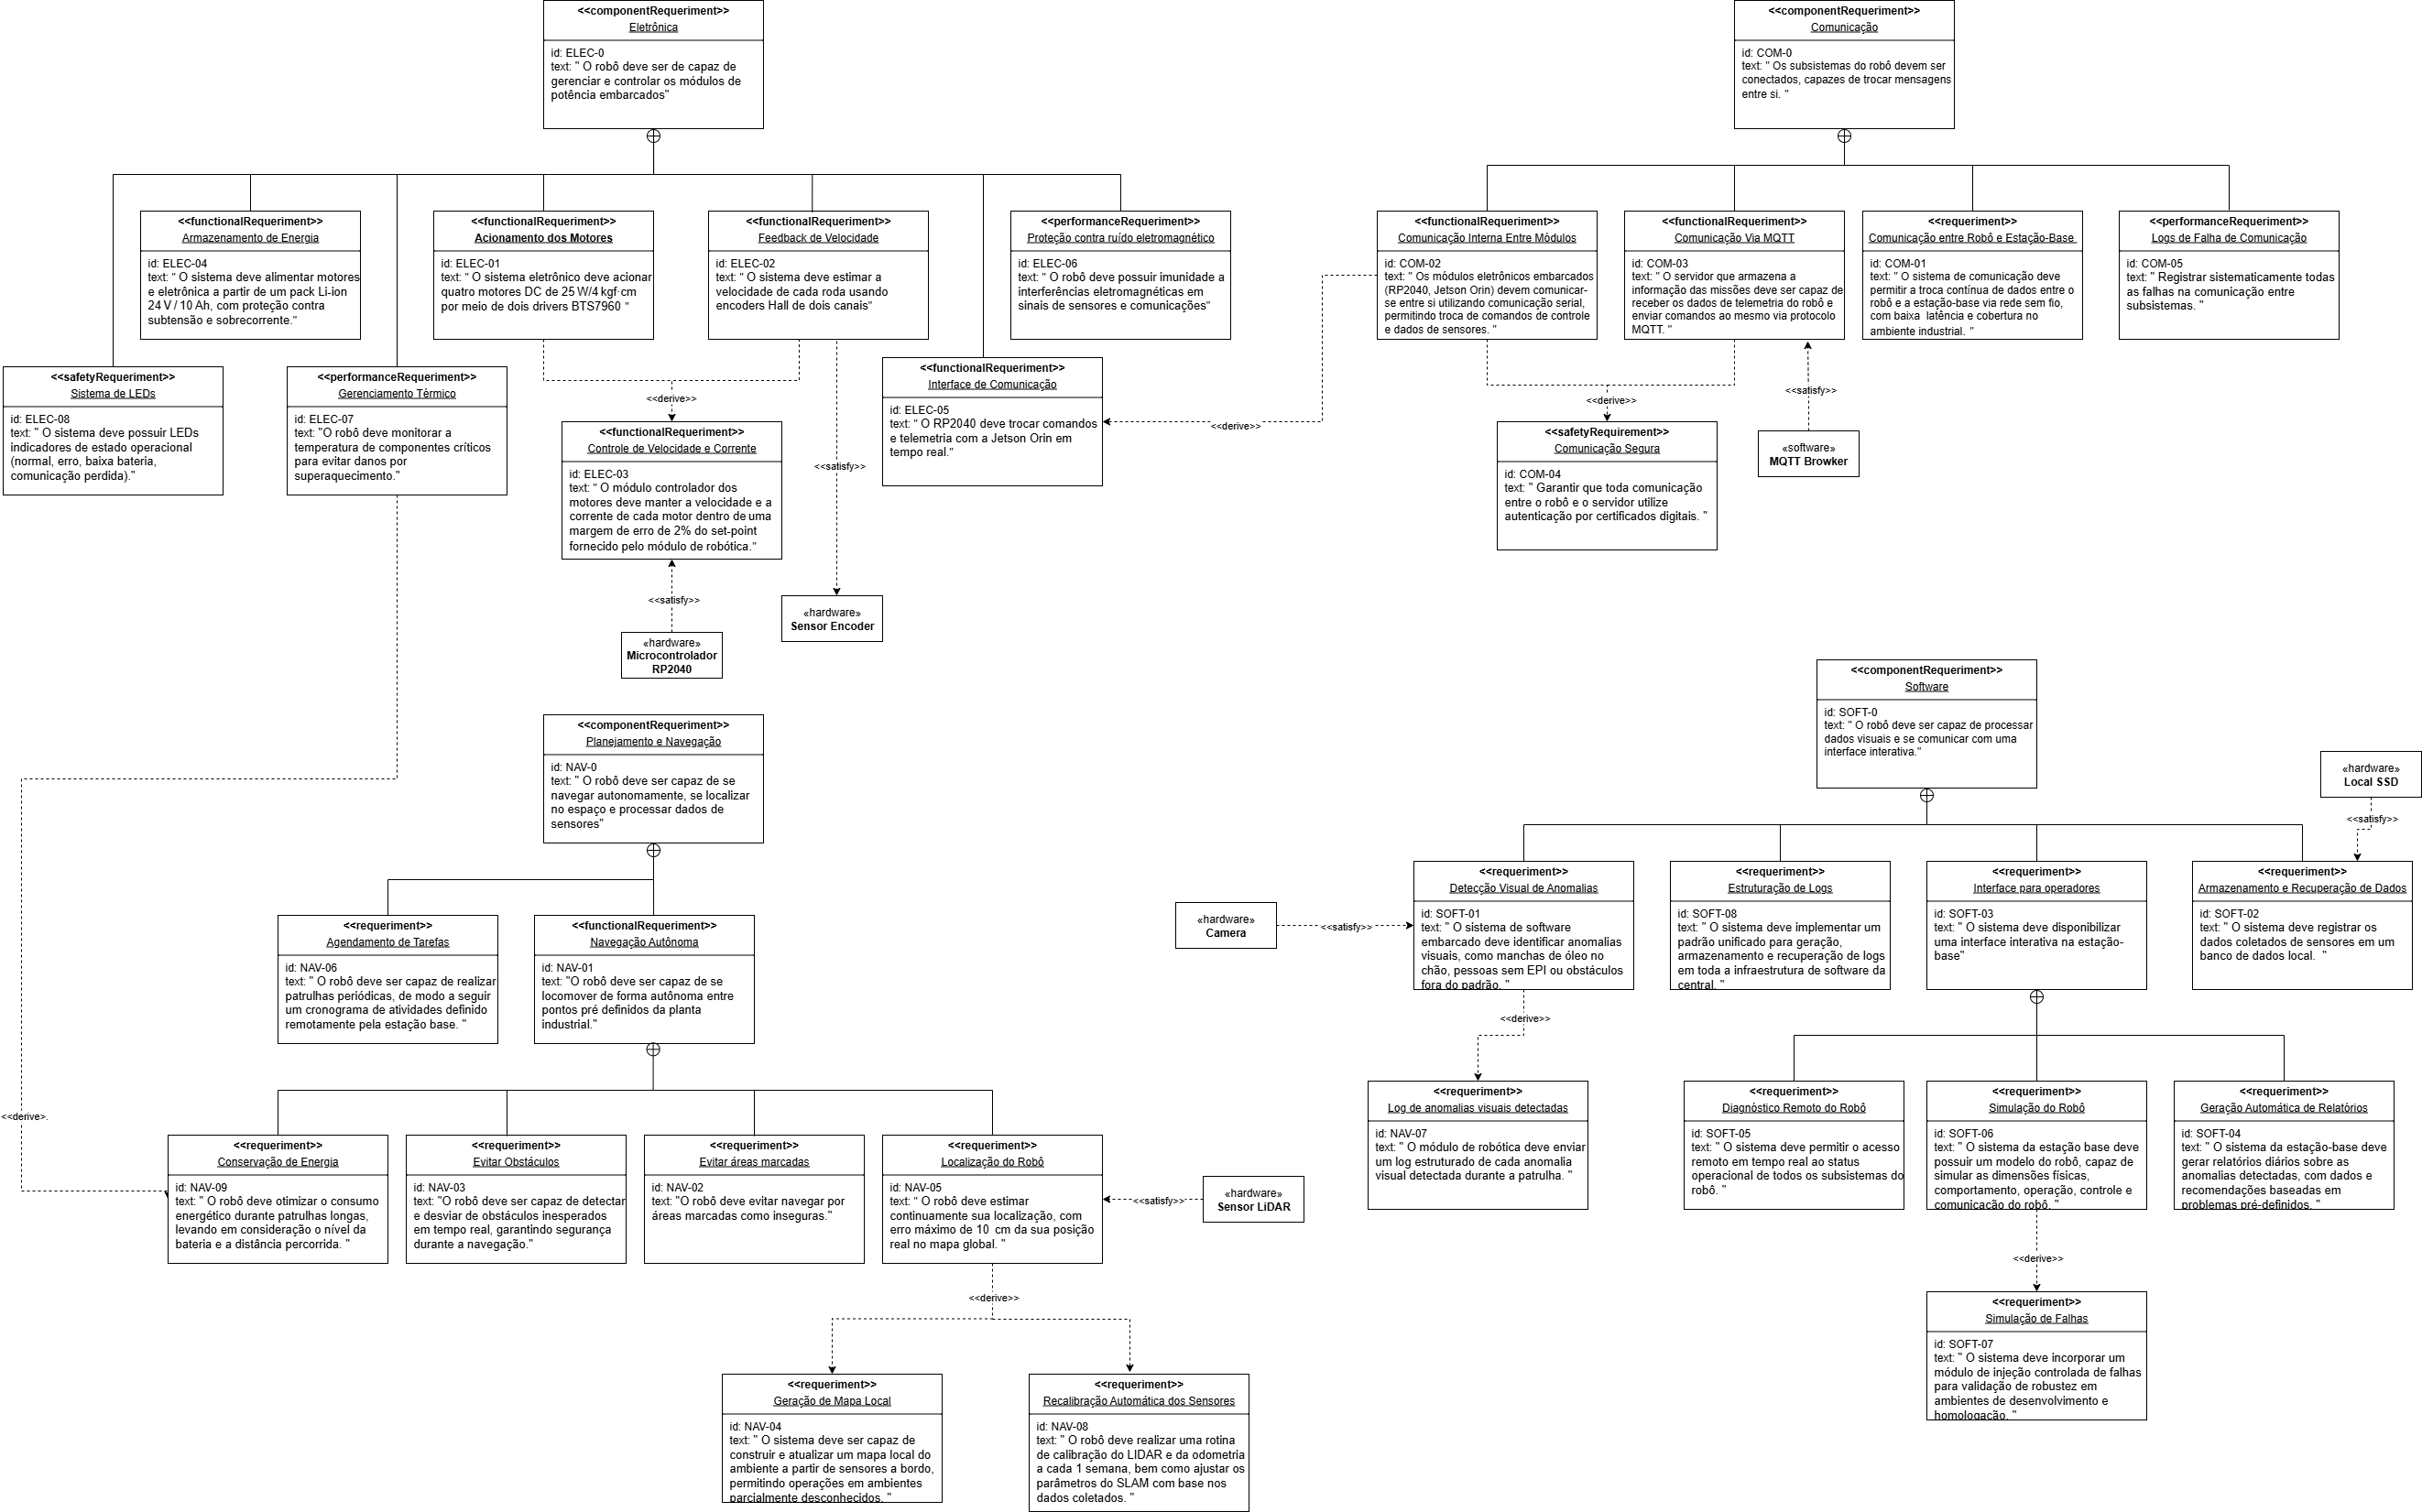 <<componentRequeriment>>
Eletrônica
id: ELEC-0
text: " O robô deve ser de capaz de
gerenciar e controlar os módulos de
potência embarcados"
<<componentRequeriment>>
Comunicação
id: COM-0
text: " Os subsistemas do robô devem ser
conectados, capazes de trocar mensagens
entre si. "
<<functionalRequeriment>>
Armazenamento de Energia
id: ELEC-04
text: " O sistema deve alimentar motores
e eletrônica a partir de um pack Li-ion
24 V / 10 Ah, com proteção contra
subtensão e sobrecorrente."
<<functionalRequeriment>>
Acionamento dos Motores
id: ELEC-01
text: " O sistema eletrônico deve acionar
quatro motores DC de 25 W/4 kgf·cm
por meio de dois drivers BTS7960 "
<<functionalRequeriment>>
Feedback de Velocidade
id: ELEC-02
text: " O sistema deve estimar a
velocidade de cada roda usando
encoders Hall de dois canais"
<<performanceRequeriment>>
Proteção contra ruído eletromagnético
id: ELEC-06
text: " O robô deve possuir imunidade a
interferências eletromagnéticas em
sinais de sensores e comunicações"
<<functionalRequeriment>>
Comunicação Interna Entre Módulos
id: COM-02
text: " Os módulos eletrônicos embarcados
(RP2040, Jetson Orin) devem comunicar-
se entre si utilizando comunicação serial,
permitindo troca de comandos de controle
e dados de sensores. "
<<functionalRequeriment>>
Comunicação Via MQTT
id: COM-03
text: " O servidor que armazena a
informação das missões deve ser capaz de
receber os dados de telemetria do robô e
enviar comandos ao mesmo via protocolo
MQTT. "
<<requeriment>>
Comunicação entre Robô e Estação-Base
id: COM-01
text: " O sistema de comunicação deve
permitir a troca contínua de dados entre o
robô e a estação-base via rede sem fio,
com baixa latência e cobertura no
ambiente industrial. "
<<performanceRequeriment>>
Logs de Falha de Comunicação
id: COM-05
text: " Registrar sistematicamente todas
as falhas na comunicação entre
subsistemas. "
<<safetyRequeriment>>
Sistema de LEDs
id: ELEC-08
text: " O sistema deve possuir LEDs
indicadores de estado operacional
(normal, erro, baixa bateria,
comunicação perdida)."
<<performanceRequeriment>>
Gerenciamento Térmico
id: ELEC-07
text: "O robô deve monitorar a
temperatura de componentes críticos
para evitar danos por
superaquecimento."
<<derive>>
<<functionalRequeriment>>
Controle de Velocidade e Corrente
id: ELEC-03
text: " O módulo controlador dos
motores deve manter a velocidade e a
corrente de cada motor dentro de uma
margem de erro de 2% do set-point
fornecido pelo módulo de robótica."
<<satisfy>>
<<functionalRequeriment>>
Interface de Comunicação
id: ELEC-05
text: " O RP2040 deve trocar comandos
e telemetria com a Jetson Orin em
tempo real."
<<derive>>
<<derive>>
<<satisfy>>
<<safetyRequirement>>
Comunicação Segura
id: COM-04
text: " Garantir que toda comunicação
entre o robô e o servidor utilize
autenticação por certificados digitais. "
«software»
MQTT Browker
<<satisfy>>
«hardware»
Sensor Encoder
«hardware»
Microcontrolador
RP2040
<<componentRequeriment>>
Planejamento e Navegação
id: NAV-0
text: " O robô deve ser capaz de se
navegar autonomamente, se localizar
no espaço e processar dados de
sensores"
<<componentRequeriment>>
Software
id: SOFT-0
text: " O robô deve ser capaz de processar
dados visuais e se comunicar com uma
interface interativa."
«hardware»
Local SSD
<<satisfy>>
<<requeriment>>
Agendamento de Tarefas
id: NAV-06
text: " O robô deve ser capaz de realizar
patrulhas periódicas, de modo a seguir
um cronograma de atividades definido
remotamente pela estação base. "
<<functionalRequeriment>>
Navegação Autônoma
id: NAV-01
text: "O robô deve ser capaz de se
locomover de forma autônoma entre
pontos pré definidos da planta
industrial."
«hardware»
Camera
<<satisfy>>
<<requeriment>>
Detecção Visual de Anomalias
id: SOFT-01
text: " O sistema de software
embarcado deve identificar anomalias
visuais, como manchas de óleo no
chão, pessoas sem EPI ou obstáculos
fora do padrão. "
<<requeriment>>
Estruturação de Logs
id: SOFT-08
text: " O sistema deve implementar um
padrão unificado para geração,
armazenamento e recuperação de logs
em toda a infraestrutura de software da
central. "
<<requeriment>>
Interface para operadores
id: SOFT-03
text: " O sistema deve disponibilizar
uma interface interativa na estação-
base"
<<requeriment>>
Armazenamento e Recuperação de Dados
id: SOFT-02
text: " O sistema deve registrar os
dados coletados de sensores em um
banco de dados local. "
<<derive>>
<<derive>.
<<requeriment>>
Conservação de Energia
id: NAV-09
text: " O robô deve otimizar o consumo
energético durante patrulhas longas,
levando em consideração o nível da
bateria e a distância percorrida. "
<<requeriment>>
Evitar Obstáculos
id: NAV-03
text: "O robô deve ser capaz de detectar
e desviar de obstáculos inesperados
em tempo real, garantindo segurança
durante a navegação."
<<requeriment>>
Evitar áreas marcadas
id: NAV-02
text: "O robô deve evitar navegar por
áreas marcadas como inseguras."
<<requeriment>>
Localização do Robô
id: NAV-05
text: " O robô deve estimar
continuamente sua localização, com
erro máximo de 10 cm da sua posição
real no mapa global. "
<<satisfy>>
«hardware»
Sensor LiDAR
<<requeriment>>
Log de anomalias visuais detectadas
id: NAV-07
text: " O módulo de robótica deve enviar
um log estruturado de cada anomalia
visual detectada durante a patrulha. "
<<requeriment>>
Diagnòstico Remoto do Robô
id: SOFT-05
text: " O sistema deve permitir o acesso
remoto em tempo real ao status
operacional de todos os subsistemas do
robô. "
<<requeriment>>
Simulação do Robô
id: SOFT-06
text: " O sistema da estação base deve
possuir um modelo do robô, capaz de
simular as dimensões físicas,
comportamento, operação, controle e
comunicação do robô. "
<<requeriment>>
Geração Automática de Relatórios
id: SOFT-04
text: " O sistema da estação-base deve
gerar relatórios diários sobre as
anomalias detectadas, com dados e
recomendações baseadas em
problemas pré-definidos. "
<<derive>>
<<derive>>
<<requeriment>>
Simulação de Falhas
id: SOFT-07
text: " O sistema deve incorporar um
módulo de injeção controlada de falhas
para validação de robustez em
ambientes de desenvolvimento e
homologação. "
<<requeriment>>
Geração de Mapa Local
id: NAV-04
text: " O sistema deve ser capaz de
construir e atualizar um mapa local do
ambiente a partir de sensores a bordo,
permitindo operações em ambientes
parcialmente desconhecidos. "
<<requeriment>>
Recalibração Automática dos Sensores
id: NAV-08
text: " O robô deve realizar uma rotina
de calibração do LIDAR e da odometria
a cada 1 semana, bem como ajustar os
parâmetros do SLAM com base nos
dados coletados. "